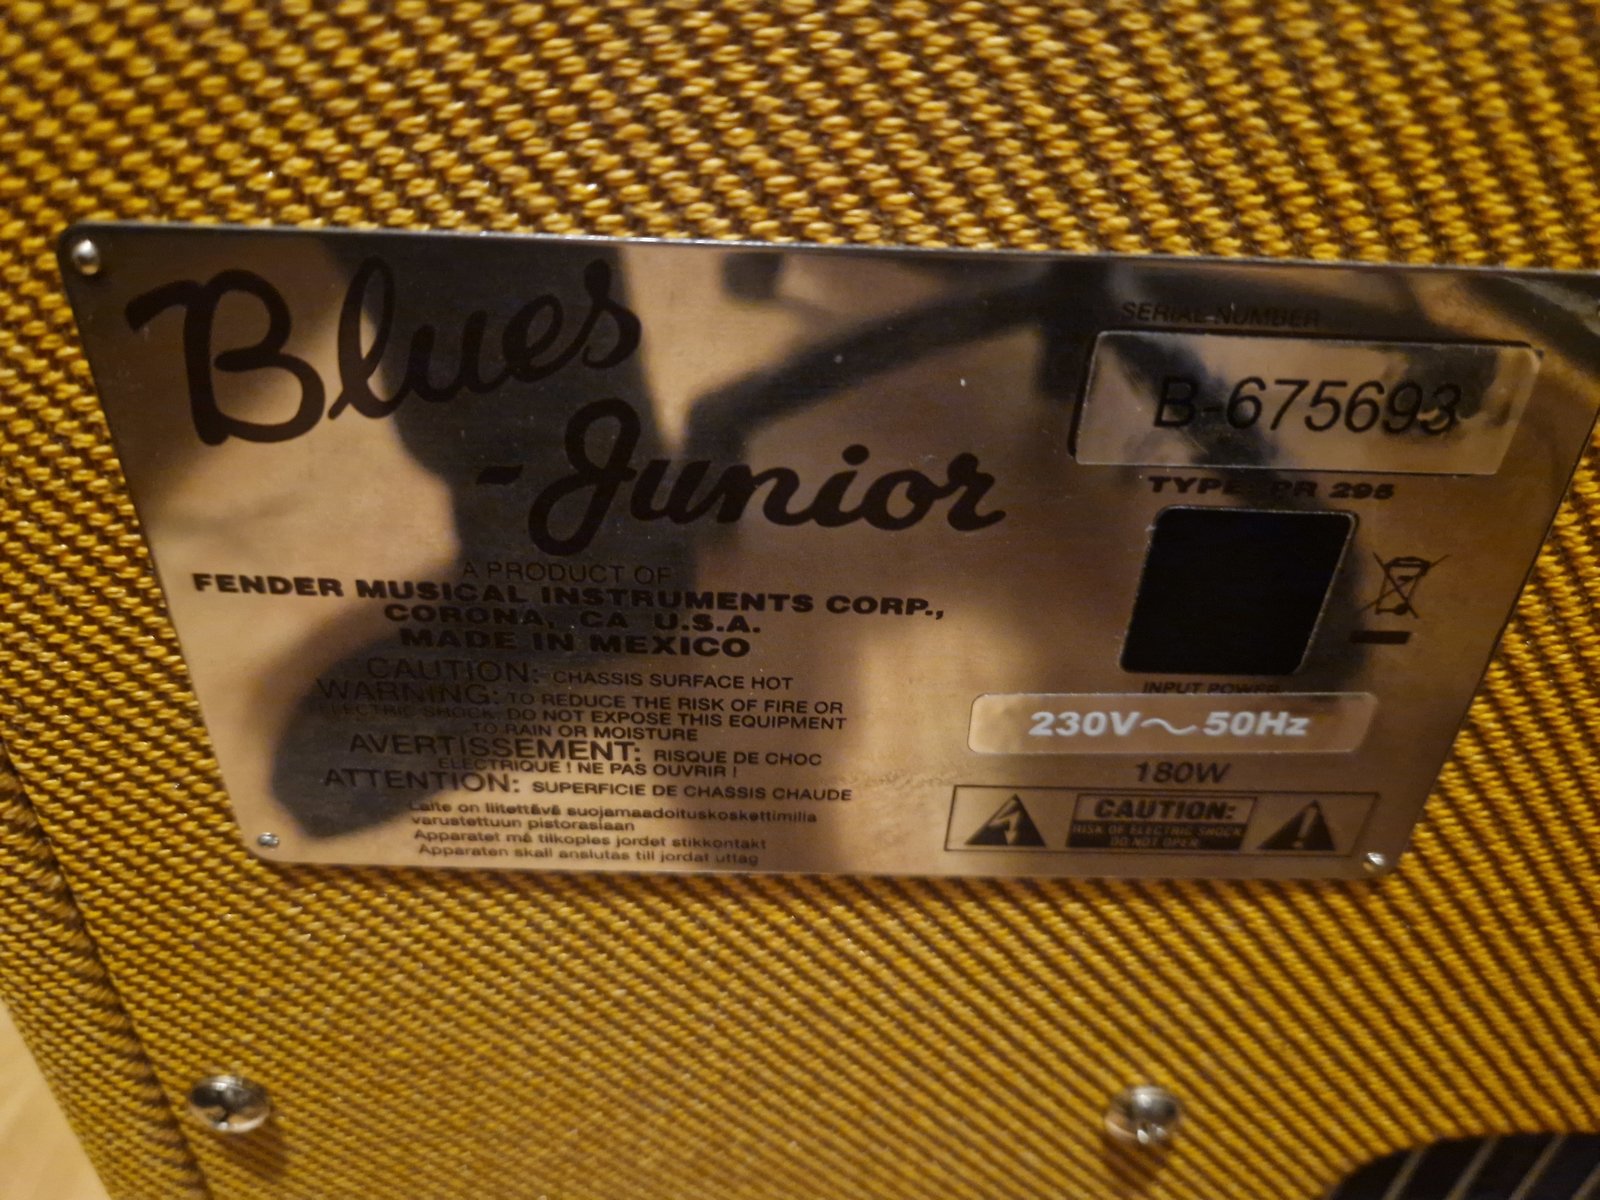 Blues
-Junior
A PRODUCT OF
FENDER MUSICAL INSTRUMENTS CORP.,
CORONA, CA U.S.A.
MADE IN MEXICO
CAUTION: CHASSIS SURFACE HOT
WARNING: TO REDUCE THE RISK OF FIRE OR
ELECTRIC SHOCK DO NOT EXPOSE THIS EQUIPMENT
TO RAIN OR MOISTURE
AVERTISSEMENT: RISQUE DE CHOC
ELECTRIQUE ! NE PAS OUVRIR !
ATTENTION: SUPERFICIE DE CHASSIS CHAUDE
Laite on liitettävä suojamaadoituskoskettimilla
varustettuun pistorasiaan
Apparatet må tilkoples jordet stikkontakt
Apparaten skall anslutas till jordat uttag
SERIAL NUMBER
B-675693
TYPE PR 295
INPUT POWER
230V~50Hz
180W
CAUTION:
RISK OF ELECTRIC SHOCK
DO NOT OPEN